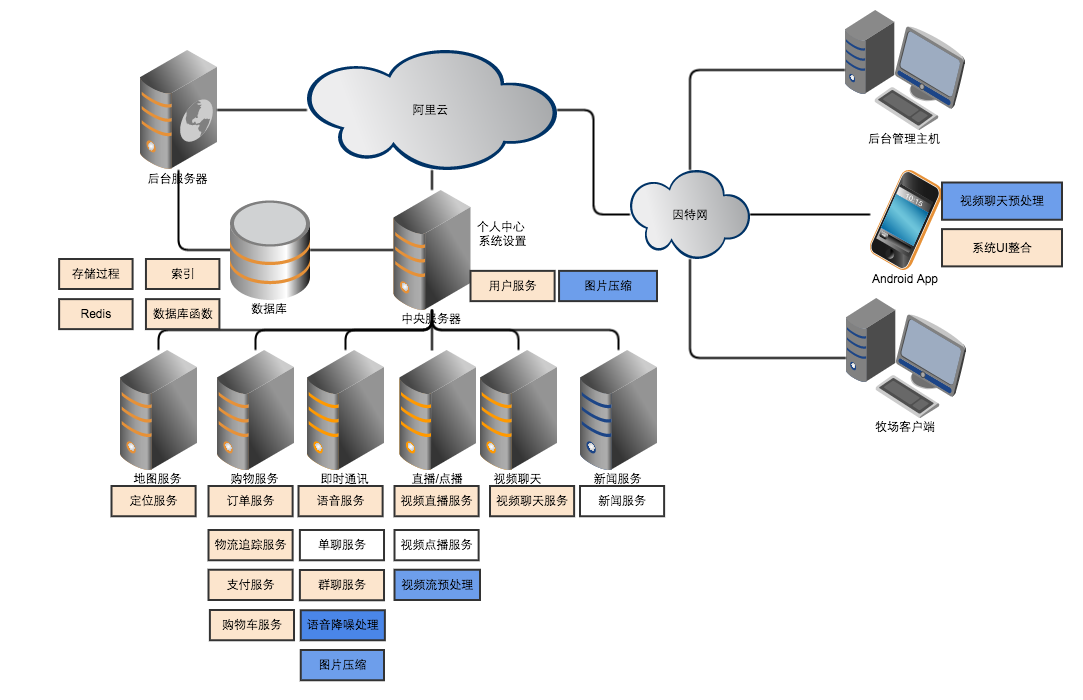 后台管理主机
阿里云
后台服务器
10:15
视频聊天预处理
因特网
个人中心
系统设置
系统UI整合
Android App
存储过程
索引
用户服务
图片压缩
Redis
数据库函数
数据库
中央服务器
牧场客户端
地图服务
购物服务
即时通讯
直播/点播
视频聊天
新闻服务
定位服务
订单服务
语音服务
视频直播服务
视频聊天服务
新闻服务
物流追踪服务
单聊服务
视频点播服务
支付服务
群聊服务
视频流预处理
购物车服务
语音降噪处理
图片压缩